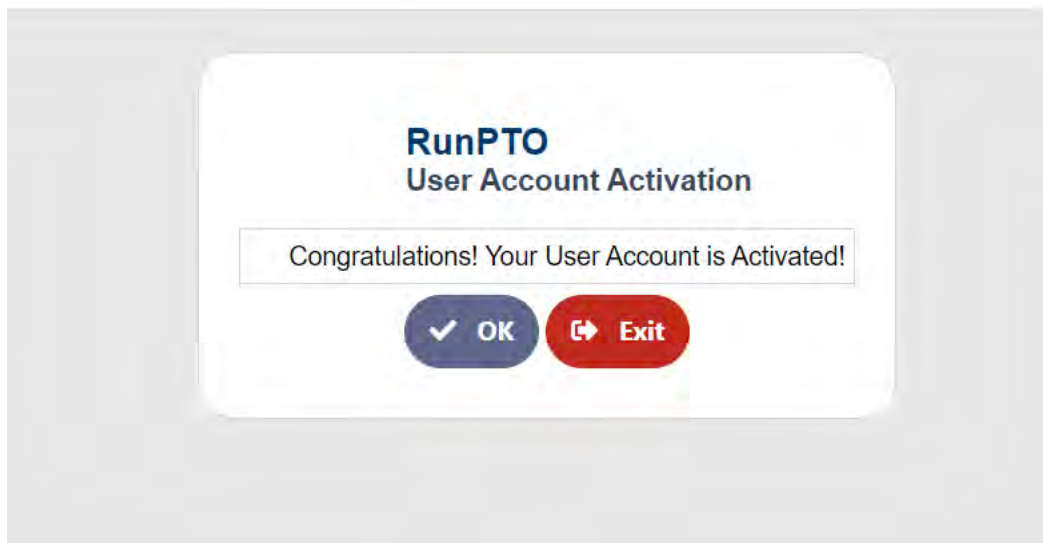 RunPTO
User Account Activation
Congratulations! Your User Account is Activated!
OK Exit